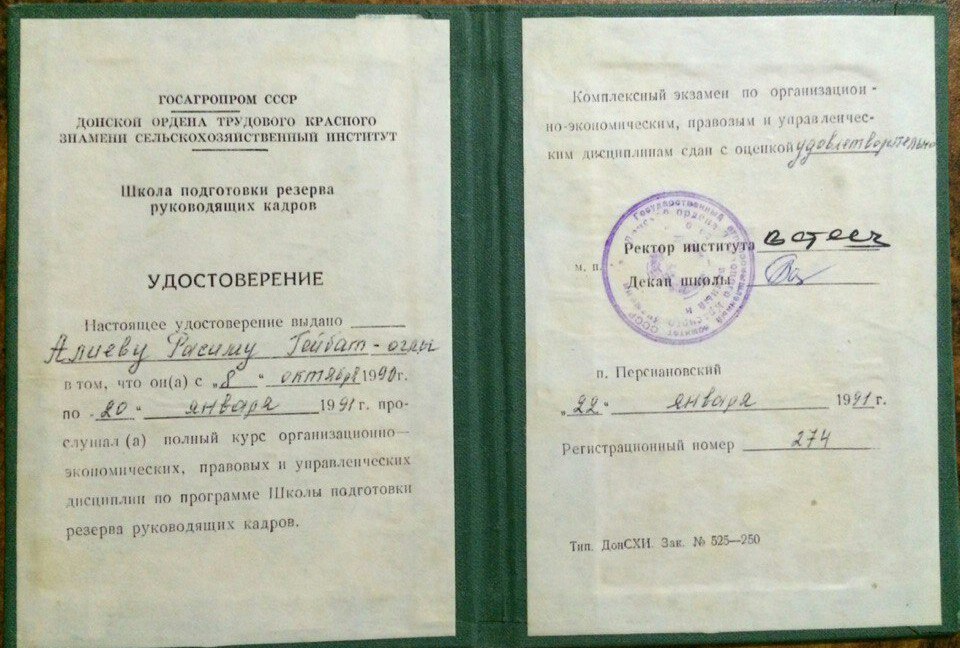 ГОСАГРОПРОМ СССР
ДОНСКОЙ ОРДЕНА ТРУДОВОГО КРАСНОГО
ЗНАМЕНИ СЕЛЬСКОХОЗЯЙСТВЕННЫЙ ИНСТИТУТ
Школа подготовки резерва
руководящих кадров
УДОСТОВЕРЕНИЕ
Настоящее удостоверение выдано
Алиеву Расиму Гейбат-оглы
в том, что он(а) с „8“ октября 1990г.
по „20“ января 1991 г. про-
слушал (а) полный курс организационно—
экономических, правовых и управленческих
дисциплин по программе Школы подготовки
резерва руководящих кадров.
Комплексный экзамен по организацион-
но-экономическим, правовым и управленчес-
ким дисциплинам сдан с оценкой удовлетворительно
Ректор института
м. п.
Декан школы
п. Персиановский
„22“ января 1991г.
Регистрационный номер 274
Тип. ДонСХИ. Зак. № 525—250